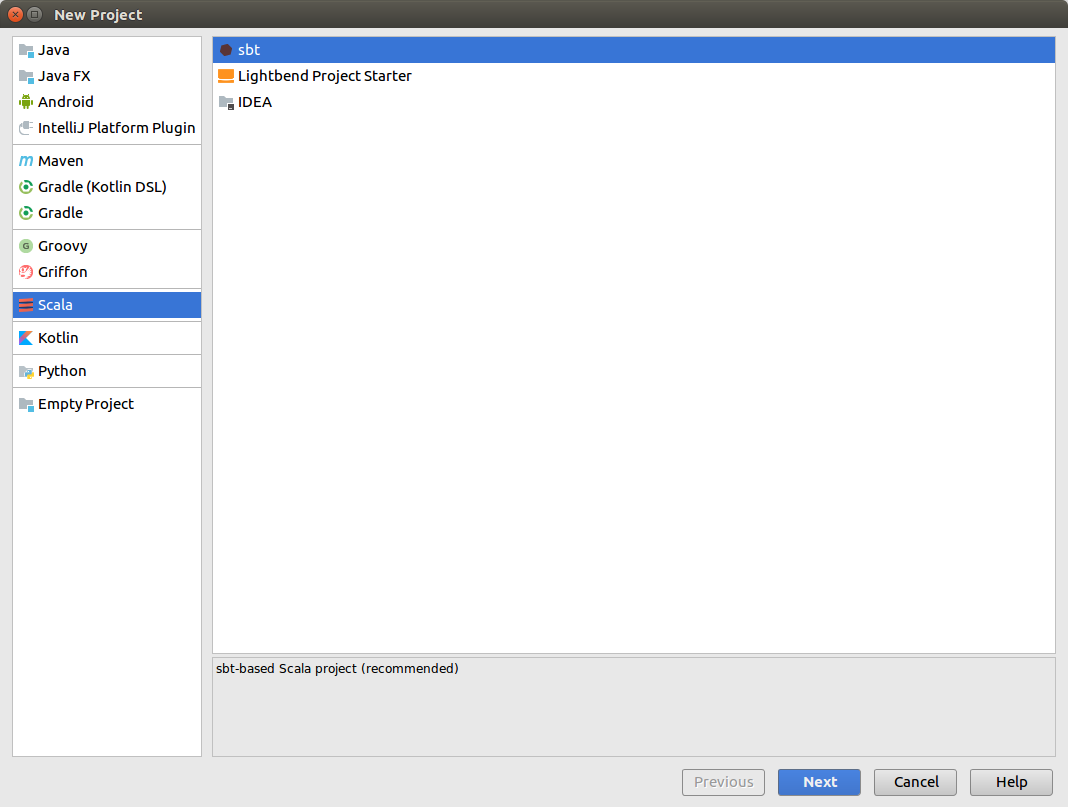 New Project
Java
Java FX
Android
IntelliJ Platform Plugin
Maven
Gradle (Kotlin DSL)
Gradle
Groovy
Griffon
Scala
Kotlin
Python
Empty Project
sbt
Lightbend Project Starter
IDEA
sbt-based Scala project (recommended)
Previous Next Cancel Help